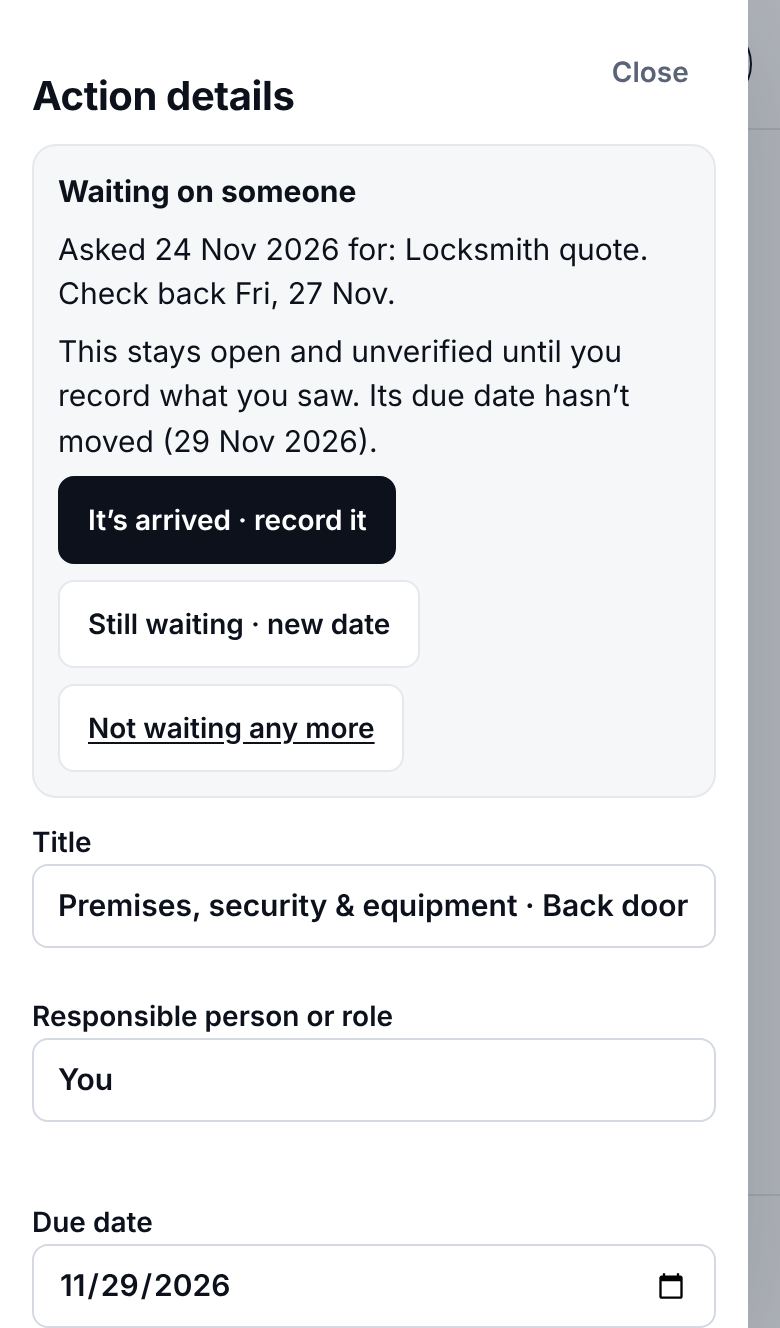 Close
Action details
Waiting on someone
Asked 24 Nov 2026 for: Locksmith quote.
Check back Fri, 27 Nov.
This stays open and unverified until you
record what you saw. Its due date hasn’t
moved (29 Nov 2026).
It’s arrived · record it
Still waiting · new date
Not waiting any more
Title
Premises, security & equipment · Back door
Responsible person or role
You
Due date
11/29/2026